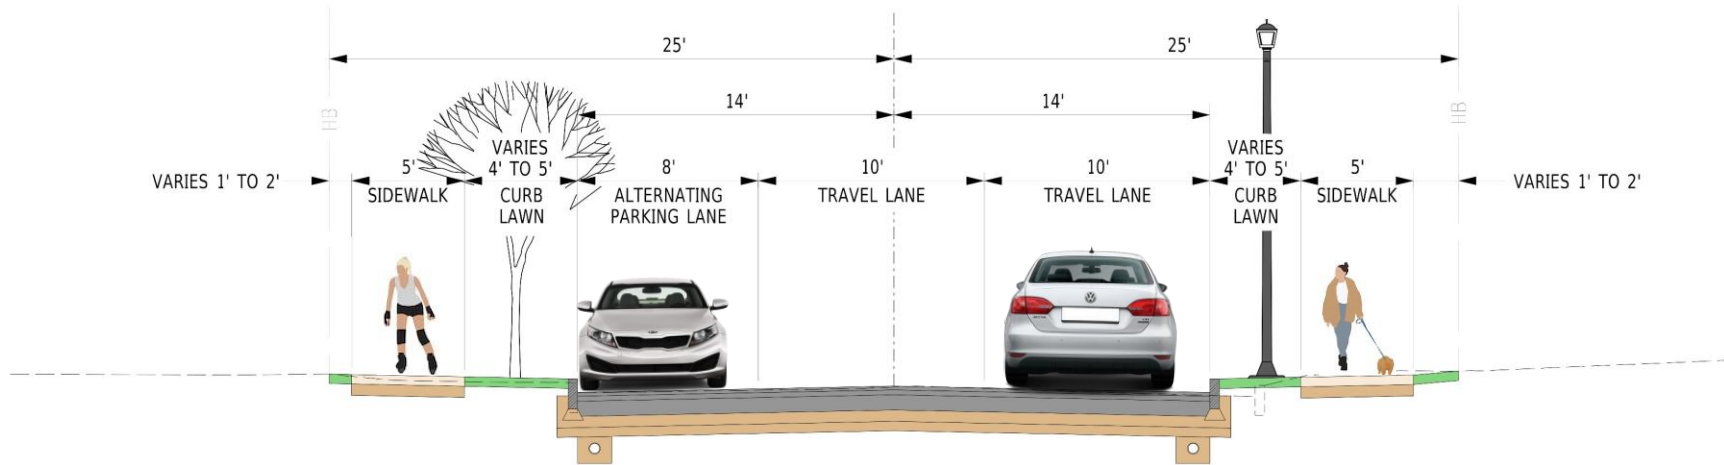 25'
25'
14'
14'
HB
HB
VARIES 1' TO 2'
5'
SIDEWALK
VARIES
4' TO 5'
CURB
LAWN
8'
ALTERNATING
PARKING LANE
10'
TRAVEL LANE
10'
TRAVEL LANE
VARIES
4' TO 5'
CURB
LAWN
5'
SIDEWALK
VARIES 1' TO 2'